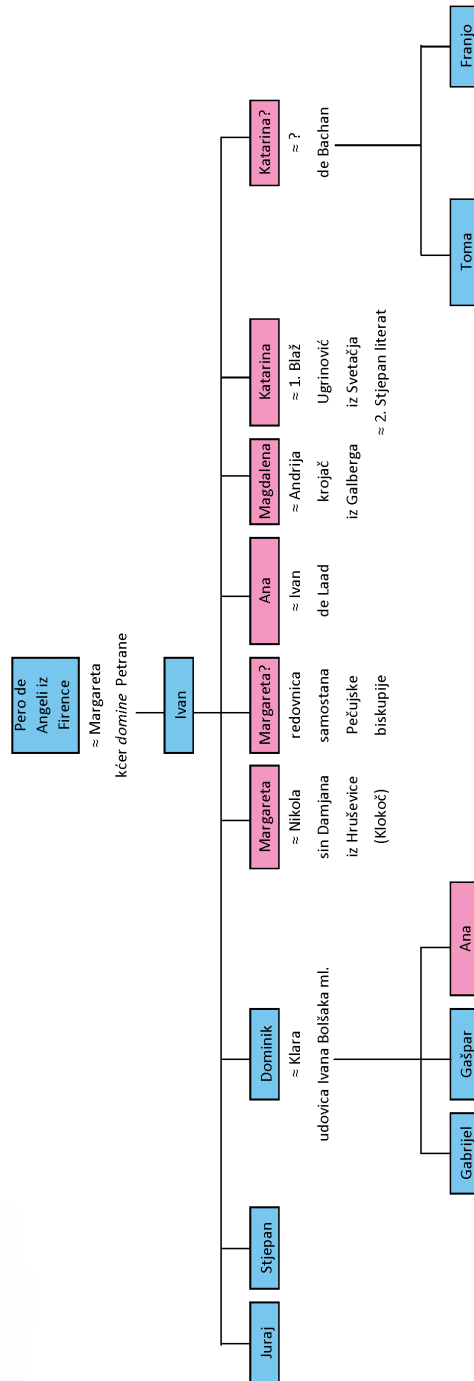 Pero de
Angeli iz
Firence
≈ Margareta
kćer domine Petrane
Ivan
Juraj
Stjepan
Dominik
≈ Klara
udovica Ivana Bolšaka ml.
Margareta
≈ Nikola
sin Damjana
iz Hruševice
(Klokoč)
Margareta?
redovnica
samostana
Pečujske
biskupije
Ana
≈ Ivan
de Laad
Magdalena
≈ Andrija
krojač
iz Galberga
Katarina
≈ 1. Blaž
Ugrinović
iz Svetačja
≈ 2. Stjepan literat
Katarina?
≈ ?
de Bachan
Gabrijel
Gašpar
Ana
Toma
Franjo